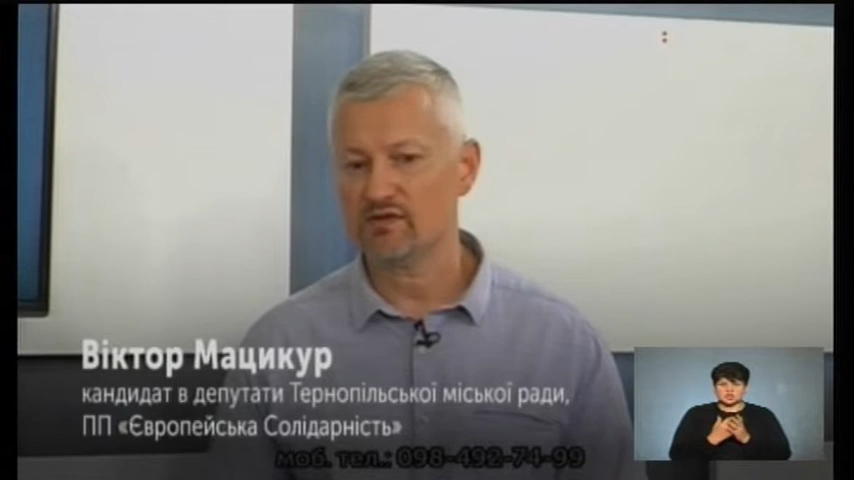 Віктор Мацикур
кандидат в депутати Тернопільської міської ради,
ПП «Європейська Солідарність»
моб. тел.: 098-492-74-99